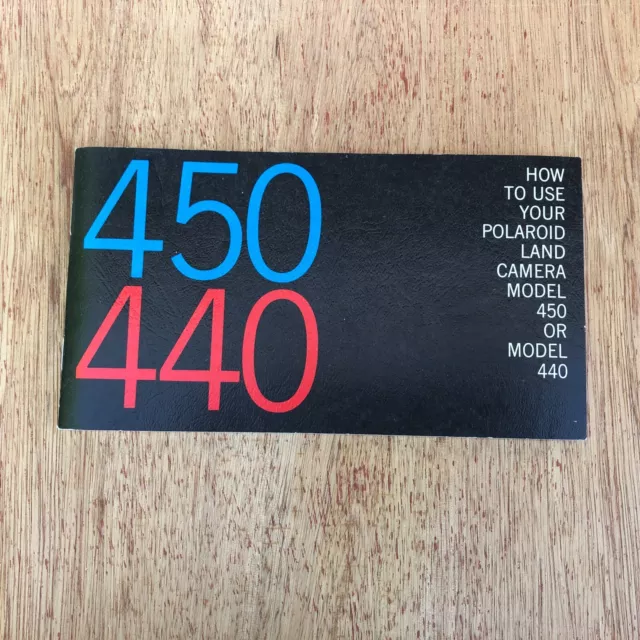 450
440
HOW
TO USE
YOUR
POLAROID
LAND
CAMERA
MODEL
450
OR
MODEL
440